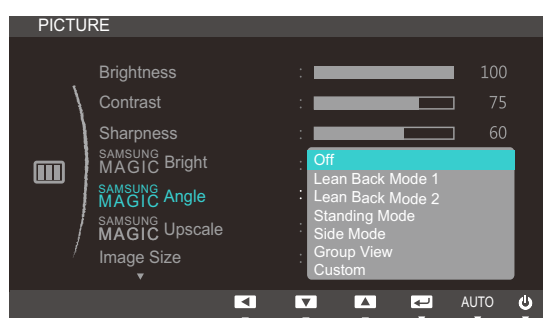 PICTURE
Brightness : 100
Contrast : 75
Sharpness : 60
SAMSUNG MAGIC Bright :
SAMSUNG MAGIC Angle :
SAMSUNG MAGIC Upscale :
Image Size :
Off
Lean Back Mode 1
Lean Back Mode 2
Standing Mode
Side Mode
Group View
Custom
AUTO